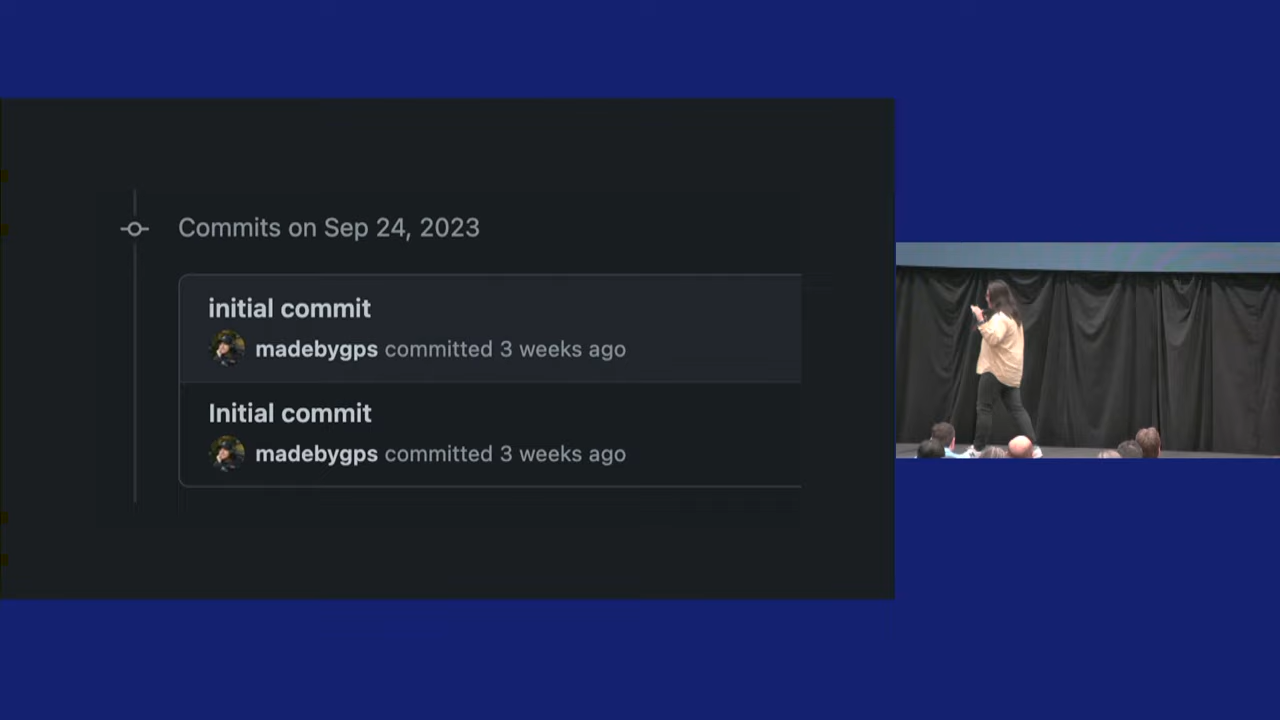 Commits on Sep 24, 2023
initial commit
madebygps committed 3 weeks ago
Initial commit
madebygps committed 3 weeks ago